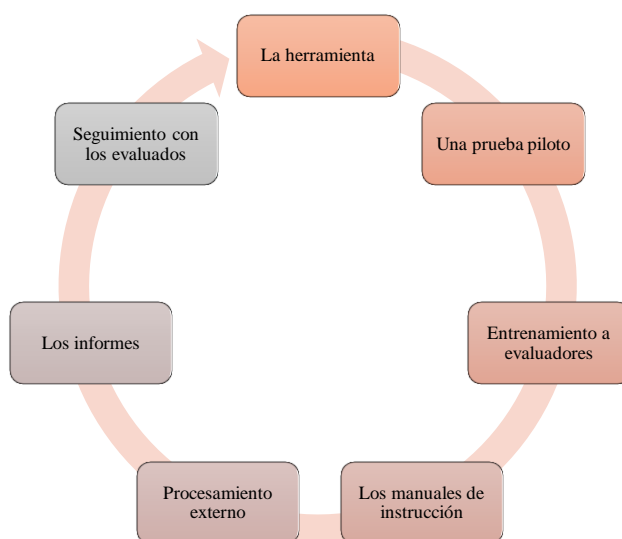 La herramienta
Una prueba piloto
Entrenamiento a
evaluadores
Los manuales de
instrucción
Procesamiento
externo
Los informes
Seguimiento con
los evaluados